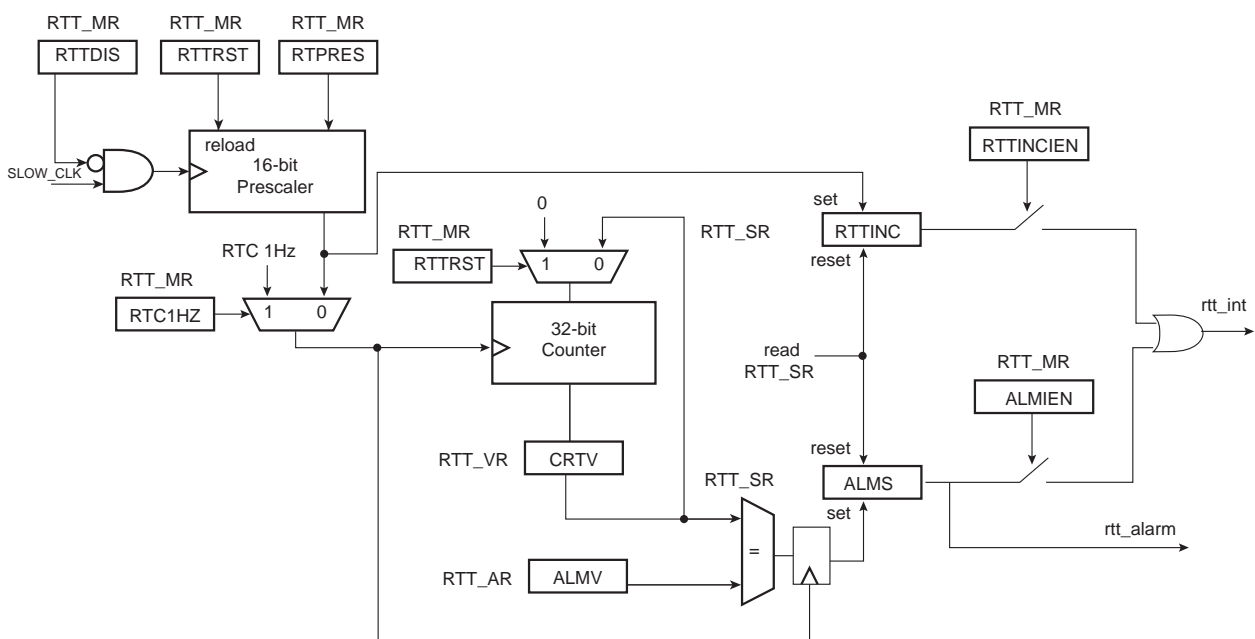 RTT_MR
RTT_MR
RTT_MR
RTTDIS
RTTRST
RTPRES
reload
16-bit
Prescaler
SLOW_CLK
RTT_MR
RTTINCIEN
set
RTTINC
reset
0
RTT_MR
RTTRST
1 0
RTT_SR
RTC 1Hz
RTT_MR
RTC1HZ
1 0
32-bit
Counter
rtt_int
read
RTT_SR
RTT_MR
ALMIEN
RTT_VR
CRTV
reset
ALMS
set
RTT_SR
=
rtt_alarm
RTT_AR
ALMV